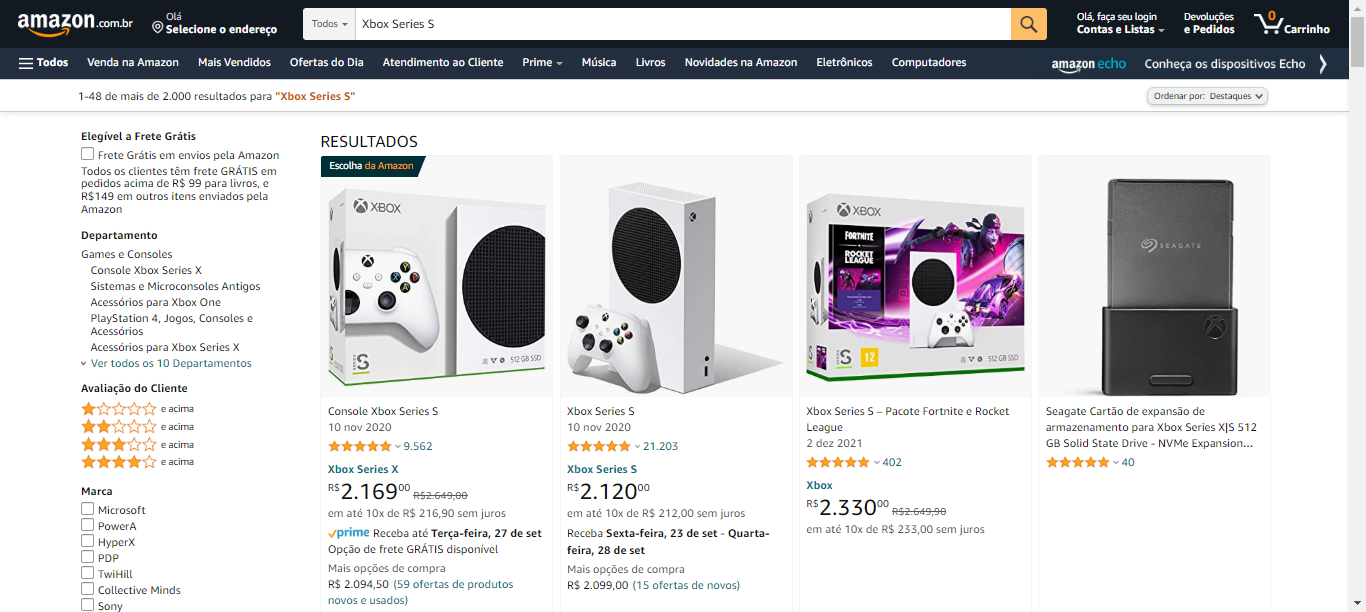 amazon.com.br
Olá
Selecione o endereço
Todos
Xbox Series S
Olá, faça seu login
Contas e Listas
Devoluções
e Pedidos
0
Carrinho
Todos
Venda na Amazon
Mais Vendidos
Ofertas do Dia
Atendimento ao Cliente
Prime
Música
Livros
Novidades na Amazon
Eletrônicos
Computadores
amazon echo
Conheça os dispositivos Echo
1-48 de mais de 2.000 resultados para "Xbox Series S"
Ordenar por: Destaques
Elegível a Frete Grátis
Frete Grátis em envios pela Amazon
Todos os clientes têm frete GRÁTIS em
pedidos acima de R$ 99 para livros, e
R$149 em outros itens enviados pela
Amazon
Departamento
Games e Consoles
Console Xbox Series X
Sistemas e Microconsoles Antigos
Acessórios para Xbox One
PlayStation 4, Jogos, Consoles e
Acessórios
Acessórios para Xbox Series X
Ver todos os 10 Departamentos
Avaliação do Cliente
e acima
e acima
e acima
e acima
Marca
Microsoft
PowerA
HyperX
PDP
TwiHill
Collective Minds
Sony
RESULTADOS
Escolha da Amazon
XBOX
SERIES S
512 GB SSD
Console Xbox Series S
10 nov 2020
9.562
Xbox Series X
R$2.16900 R$2.649,00
em até 10x de R$ 216,90 sem juros
prime Receba até Terça-feira, 27 de set
Opção de frete GRÁTIS disponível
Mais opções de compra
R$ 2.094,50 (59 ofertas de produtos
novos e usados)
Xbox Series S
10 nov 2020
21.203
Xbox Series S
R$2.12000
em até 10x de R$ 212,00 sem juros
Receba Sexta-feira, 23 de set - Quarta-
feira, 28 de set
Mais opções de compra
R$ 2.099,00 (15 ofertas de novos)
XBOX
FORTNITE
ROCKET
LEAGUE
SERIES S
12
512 GB SSD
Xbox Series S – Pacote Fortnite e Rocket
League
2 dez 2021
402
Xbox
R$2.33000 R$2.649,90
em até 10x de R$ 233,00 sem juros
SEAGATE
Seagate Cartão de expansão de
armazenamento para Xbox Series X|S 512
GB Solid State Drive - NVMe Expansion...
40